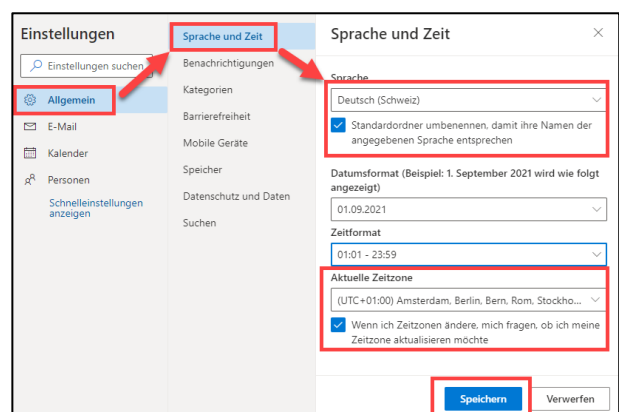 Einstellungen
Einstellungen suchen
Allgemein
E-Mail
Kalender
Personen
Schnelleinstellungen
anzeigen
Sprache und Zeit
Benachrichtigungen
Kategorien
Barrierefreiheit
Mobile Geräte
Speicher
Datenschutz und Daten
Suchen
Sprache und Zeit
Sprache
Deutsch (Schweiz)
Standardordner umbenennen, damit ihre Namen der
angegebenen Sprache entsprechen
Datumsformat (Beispiel: 1. September 2021 wird wie folgt
angezeigt)
01.09.2021
Zeitformat
01:01 - 23:59
Aktuelle Zeitzone
(UTC+01:00) Amsterdam, Berlin, Bern, Rom, Stockho...
Wenn ich Zeitzonen ändere, mich fragen, ob ich meine
Zeitzone aktualisieren möchte
Speichern
Verwerfen